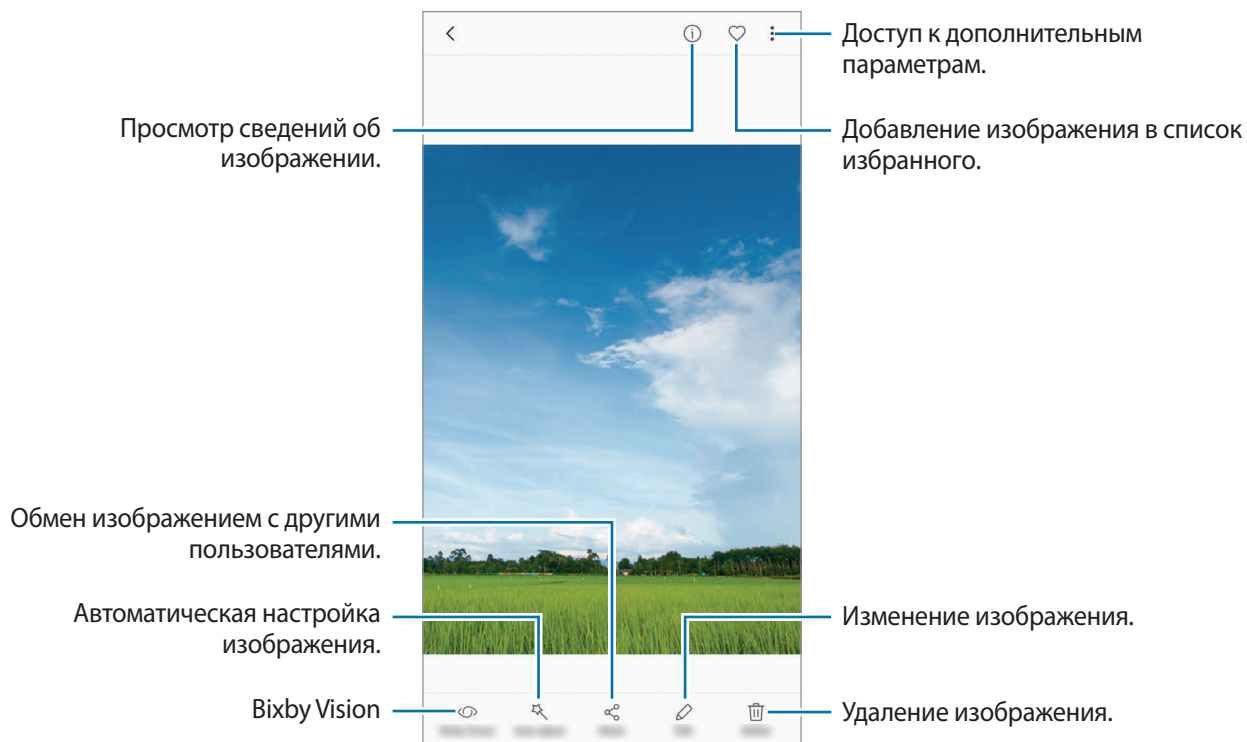 Доступ к дополнительным
параметрам.
Просмотр сведений об
изображении.
Добавление изображения в список
избранного.
Обмен изображением с другими
пользователями.
Автоматическая настройка
изображения.
Изменение изображения.
Bixby Vision
Удаление изображения.